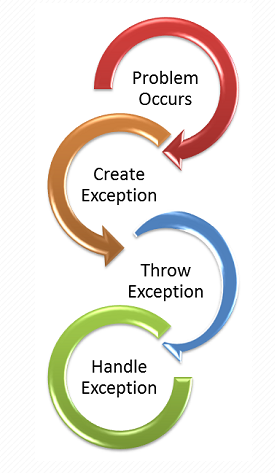 Problem
Occurs
Create
Exception
Throw
Exception
Handle
Exception